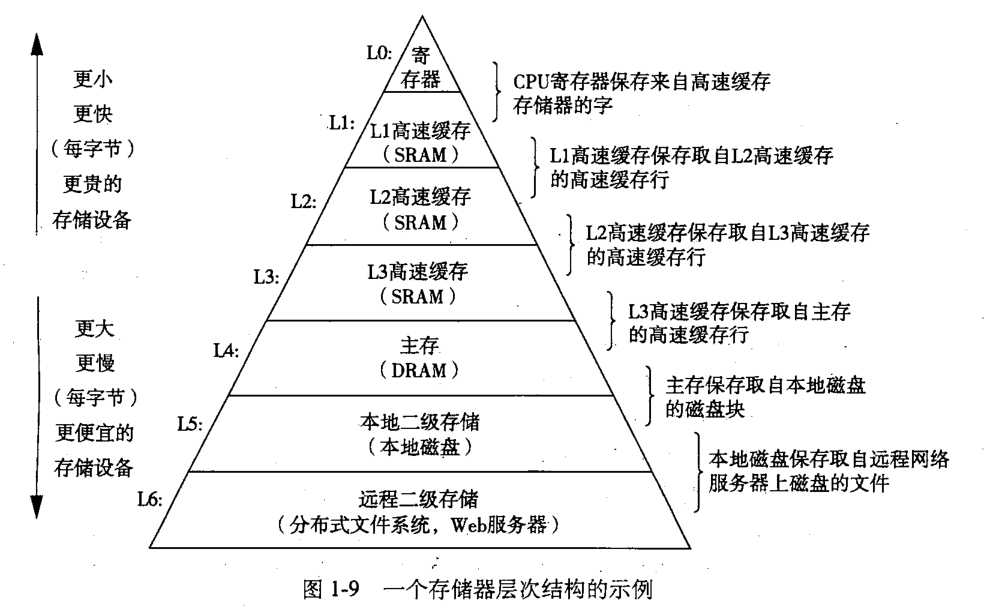 更小
更快
（每字节）
更贵的
存储设备
更大
更慢
（每字节）
更便宜的
存储设备
L0:
寄
存器
CPU寄存器保存来自高速缓存
存储器的字
L1:
L1高速缓存
（SRAM）
L1高速缓存保存取自L2高速缓存
的高速缓存行
L2:
L2高速缓存
（SRAM）
L2高速缓存保存取自L3高速缓存
的高速缓存行
L3:
L3高速缓存
（SRAM）
L3高速缓存保存取自主存
的高速缓存行
L4:
主存
（DRAM）
主存保存取自本地磁盘
的磁盘块
L5:
本地二级存储
（本地磁盘）
本地磁盘保存取自远程网络
服务器上磁盘的文件
L6:
远程二级存储
（分布式文件系统，Web服务器）
图 1-9 一个存储器层次结构的示例